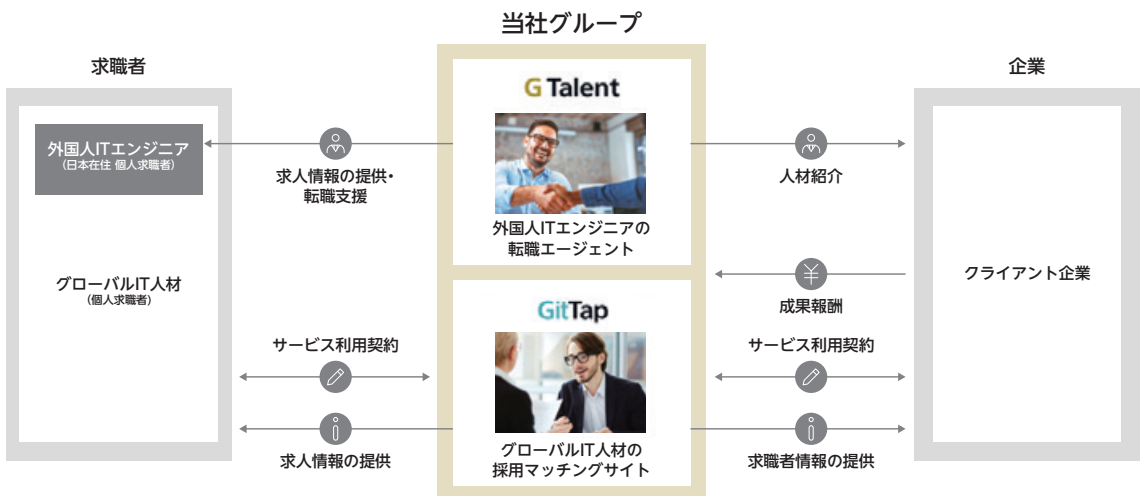 当社グループ
求職者
外国人ITエンジニア
(日本在住 個人求職者)
グローバルIT人材
(個人求職者)
求人情報の提供・
転職支援
サービス利用契約
求人情報の提供
G Talent
外国人ITエンジニアの
転職エージェント
GitTap
グローバルIT人材の
採用マッチングサイト
人材紹介
¥
成果報酬
サービス利用契約
求職者情報の提供
企業
クライアント企業